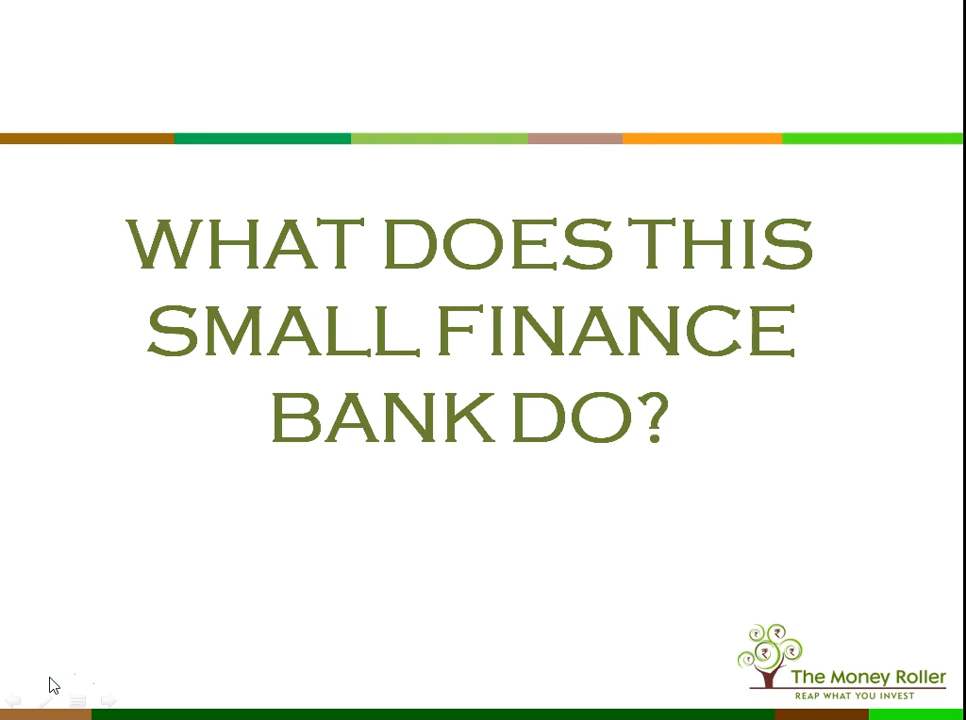 WHAT DOES THIS
SMALL FINANCE
BANK DO?
The Money Roller
REAP WHAT YOU INVEST